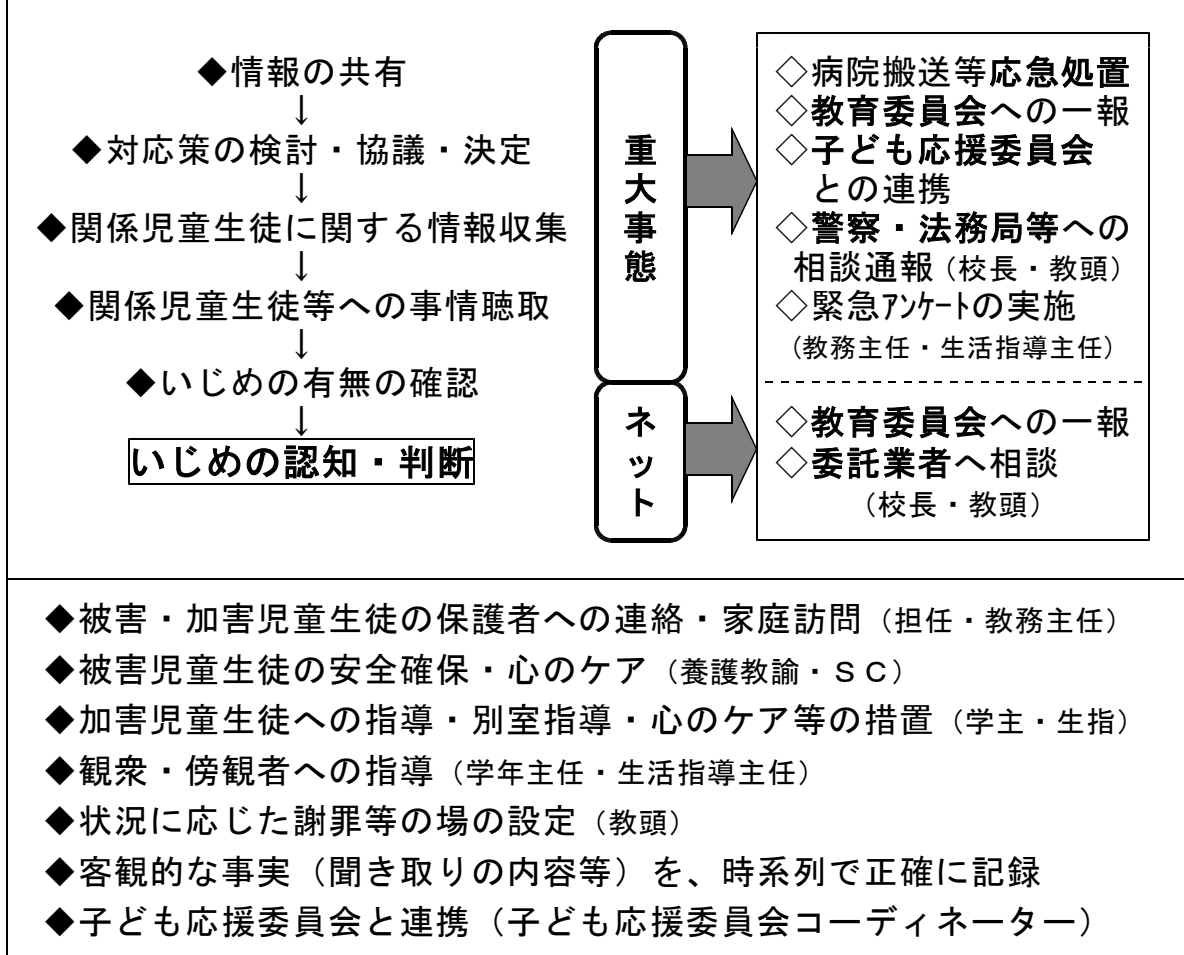 ◆情報の共有
↓
◆対応策の検討・協議・決定
↓
◆関係児童生徒に関する情報収集
↓
◆関係児童生徒等への事情聴取
↓
◆いじめの有無の確認
↓
いじめの認知・判断
重大事態
◇病院搬送等応急処置
◇教育委員会への一報
◇子ども応援委員会
との連携
◇警察・法務局等への
相談通報（校長・教頭）
◇緊急ｱﾝｹｰﾄの実施
（教務主任・生活指導主任）
ネット
◇教育委員会への一報
◇委託業者へ相談
（校長・教頭）
◆被害・加害児童生徒の保護者への連絡・家庭訪問（担任・教務主任）
◆被害児童生徒の安全確保・心のケア（養護教諭・ＳＣ）
◆加害児童生徒への指導・別室指導・心のケア等の措置（学主・生指）
◆観衆・傍観者への指導（学年主任・生活指導主任）
◆状況に応じた謝罪等の場の設定（教頭）
◆客観的な事実（聞き取りの内容等）を、時系列で正確に記録
◆子ども応援委員会と連携（子ども応援委員会コーディネーター）